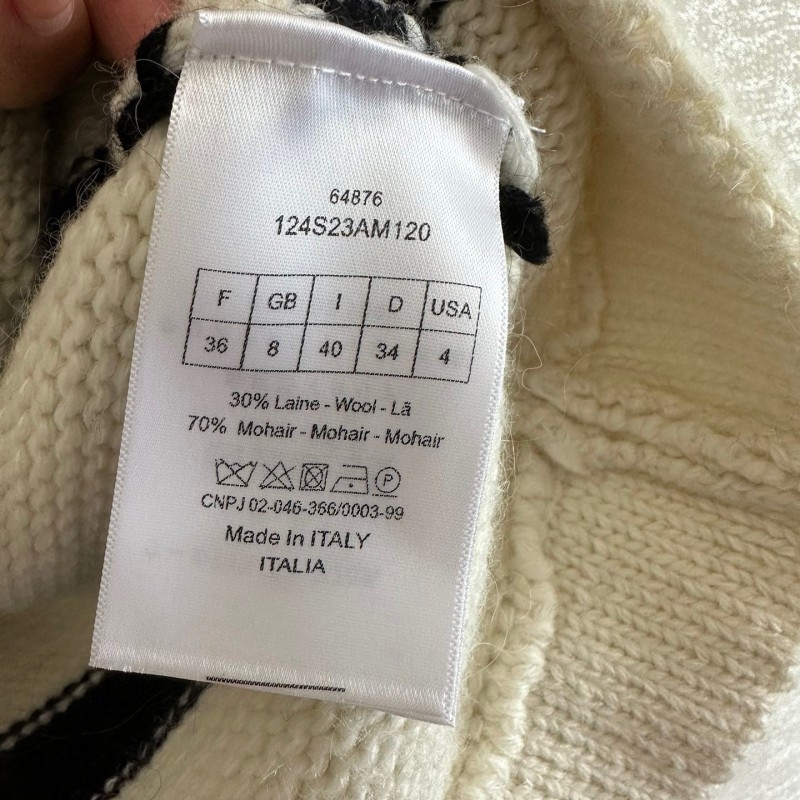 64876
124S23AM120
F GB I D USA
36 8 40 34 4
30% Laine - Wool - Lã
70% Mohair - Mohair - Mohair
P
CNPJ 02-046-366/0003-99
Made In ITALY
ITALIA